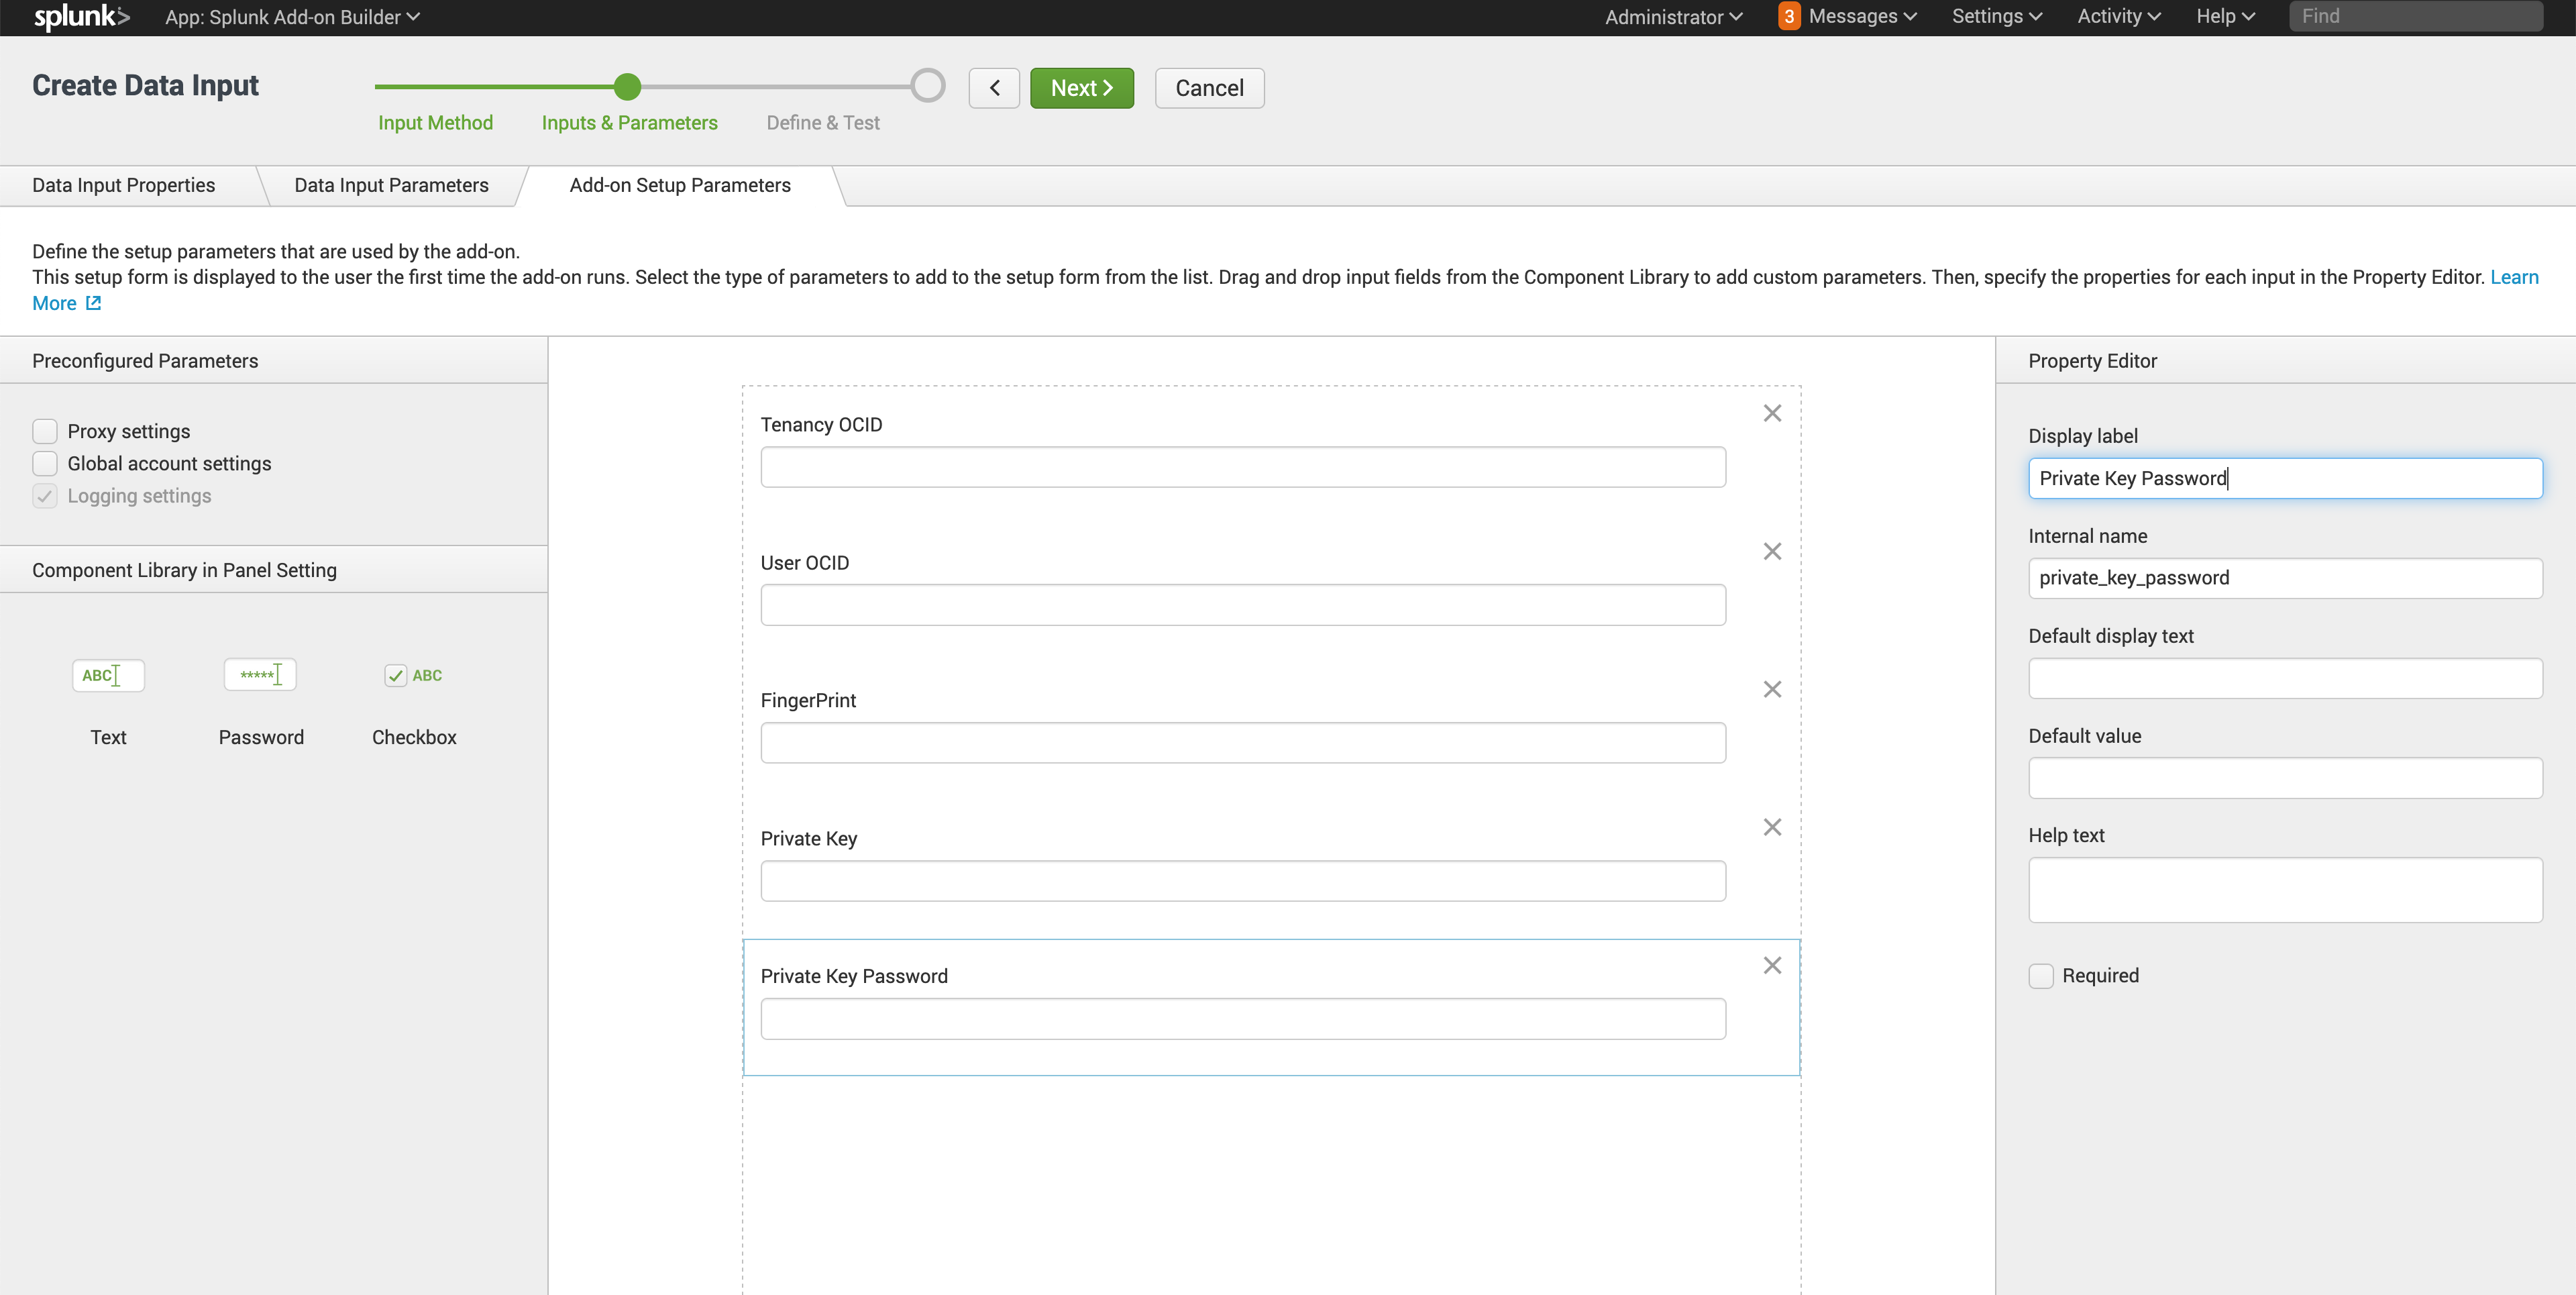 splunk> App: Splunk Add-on Builder Administrator 3 Messages Settings Activity Help Find
Create Data Input
Input Method Inputs & Parameters Define & Test
Next Cancel
Data Input Properties Data Input Parameters Add-on Setup Parameters
Define the setup parameters that are used by the add-on.
This setup form is displayed to the user the first time the add-on runs. Select the type of parameters to add to the setup form from the list. Drag and drop input fields from the Component Library to add custom parameters. Then, specify the properties for each input in the Property Editor. Learn
More
Preconfigured Parameters
Proxy settings
Global account settings
Logging settings
Component Library in Panel Setting
ABC ***** ABC
Text Password Checkbox
Tenancy OCID
User OCID
FingerPrint
Private Key
Private Key Password
Property Editor
Display label
Private Key Password
Internal name
private_key_password
Default display text
Default value
Help text
Required